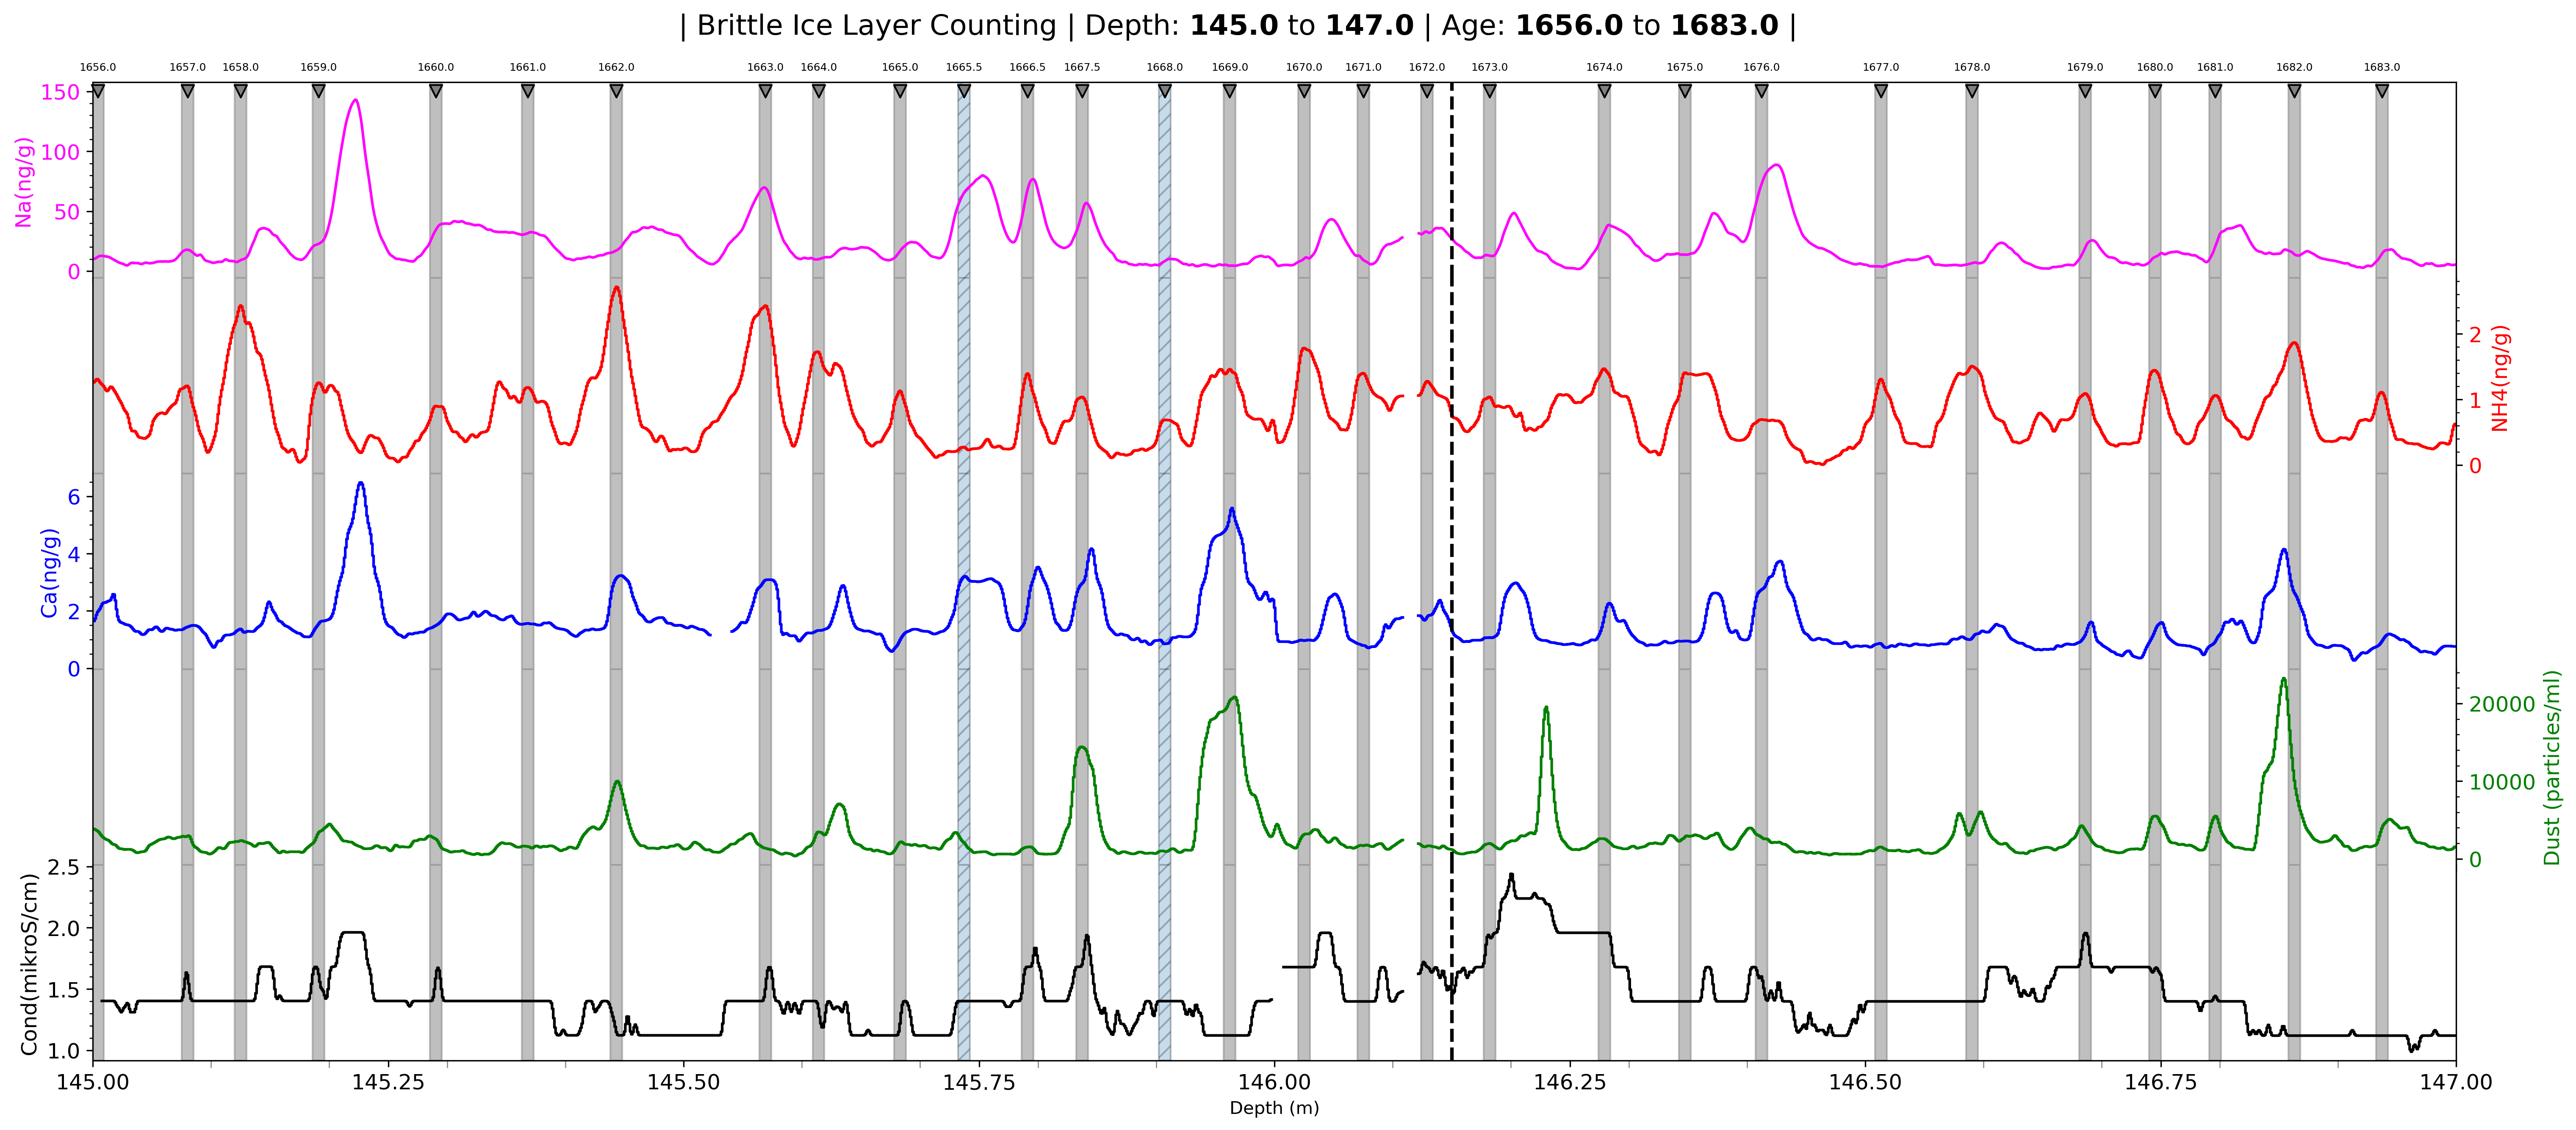 | Brittle Ice Layer Counting | Depth: 145.0 to 147.0 | Age: 1656.0 to 1683.0 |
1656.0 1657.0 1658.0 1659.0 1660.0 1661.0 1662.0 1663.0 1664.0 1665.0 1665.5 1666.5 1667.5 1668.0 1669.0 1670.0 1671.0 1672.0 1673.0 1674.0 1675.0 1676.0 1677.0 1678.0 1679.0 1680.0 1681.0 1682.0 1683.0
Na(ng/g)
150
100
50
0
NH4(ng/g)
2
1
0
Ca(ng/g)
6
4
2
0
Dust (particles/ml)
20000
10000
0
Cond(mikroS/cm)
2.5
2.0
1.5
1.0
145.00 145.25 145.50 145.75 146.00 146.25 146.50 146.75 147.00
Depth (m)